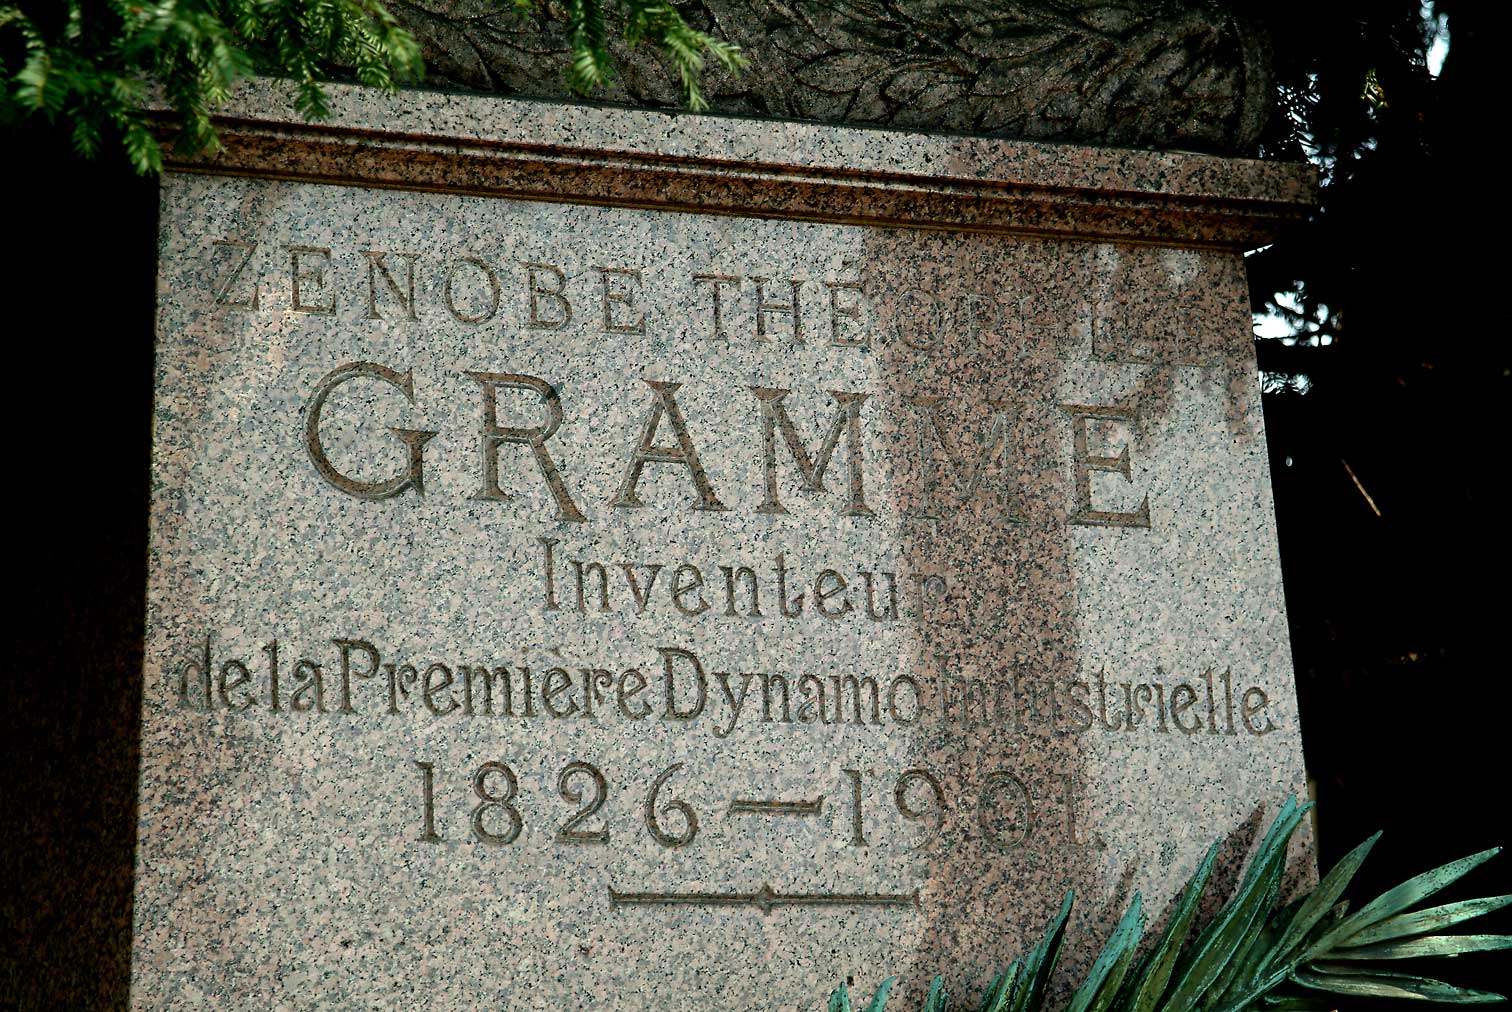 ZENOBE THÉOPHILE
GRAMME
Inventeur
de la Première Dynamo Industrielle
1826 — 1901